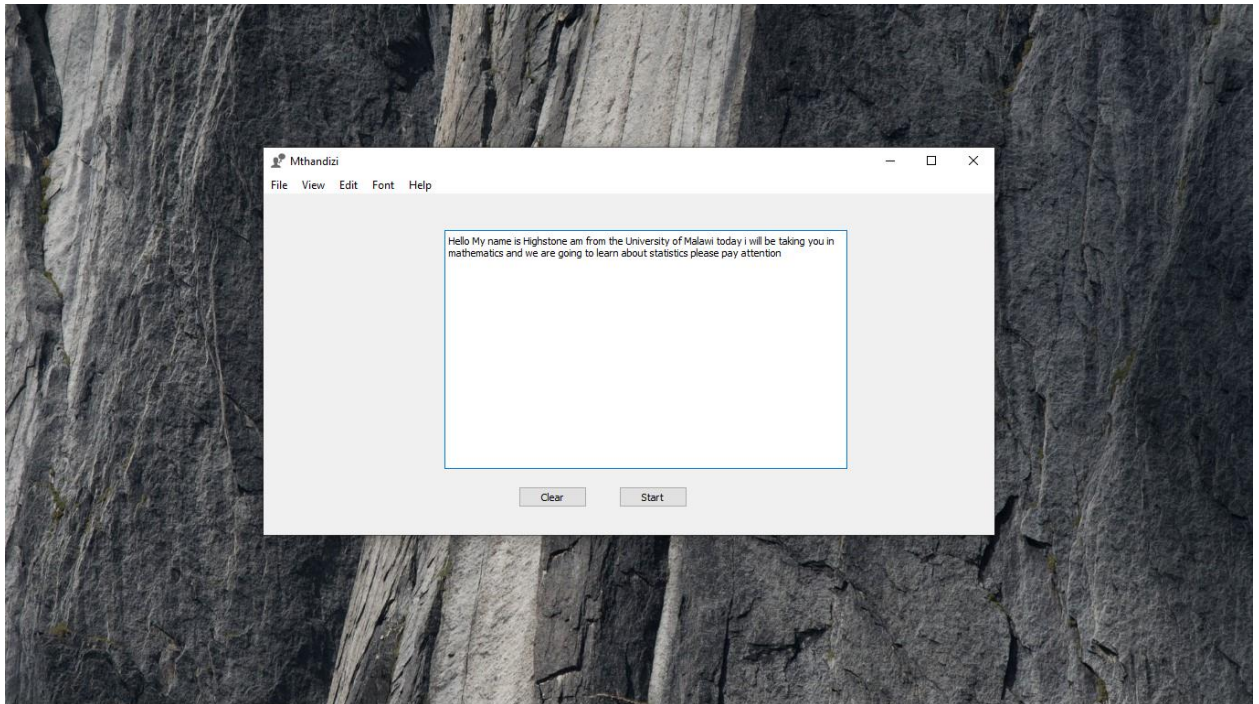 Mthandizi
File View Edit Font Help
Hello My name is Highstone am from the University of Malawi today i will be taking you in
mathematics and we are going to learn about statistics please pay attention
Clear Start